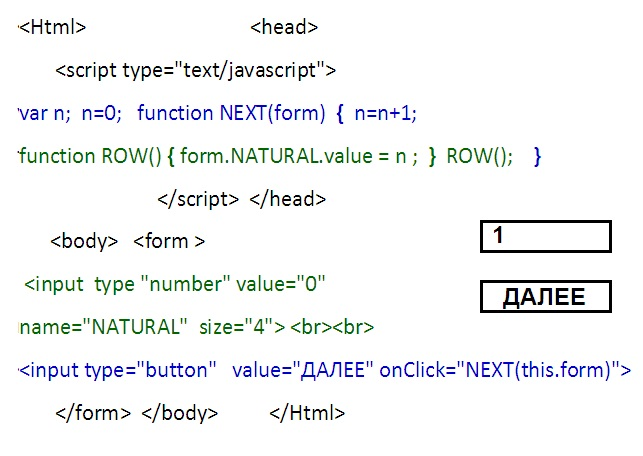 <Html> <head>
<script type="text/javascript">
var n; n=0; function NEXT(form) { n=n+1;
function ROW() { form.NATURAL.value = n ; } ROW(); }
</script> </head>
<body> <form >
1
<input type "number" value="0"
ДАЛЕЕ
name="NATURAL" size="4"> <br><br>
<input type="button" value="ДАЛЕЕ" onClick="NEXT(this.form)">
</form> </body> </Html>